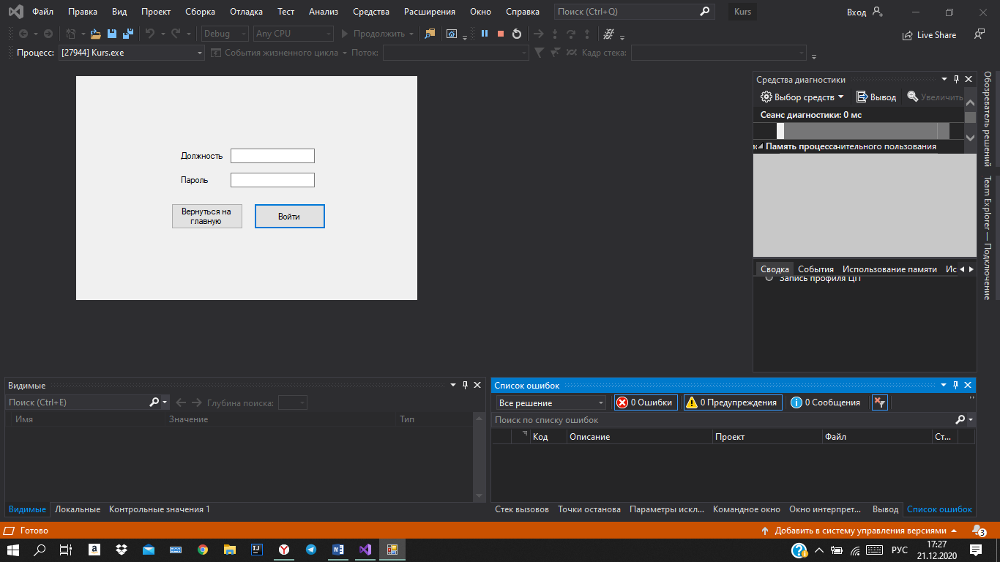 Файл Правка Вид Проект Сборка Отладка Тест Анализ Средства Расширения Окно Справка Поиск (Ctrl+Q) Kurs Вход
Debug Any CPU Продолжить Live Share
Процесс: [27944] Kurs.exe События жизненного цикла Поток: Кадр стека:
Средства диагностики
Выбор средств Вывод Увеличить
Сеанс диагностики: 0 мс
Память процесса чительного пользования
Должность
Пароль
Вернуться на главную
Войти
Сводка События Использование памяти Ис
Запись профиля ЦП
Обозреватель решений
Team Explorer — Подключение
Видимые
Поиск (Ctrl+E) Глубина поиска:
Имя Значение Тип
Видимые Локальные Контрольные значения 1
Список ошибок
Все решение 0 Ошибки 0 Предупреждения 0 Сообщения
Поиск по списку ошибок
Код Описание Проект Файл Ст...
Стек вызовов Точки останова Параметры искл... Командное окно Окно интерпрет... Вывод Список ошибок
Готово Добавить в систему управления версиями 3
РУС 17:27
21.12.2020